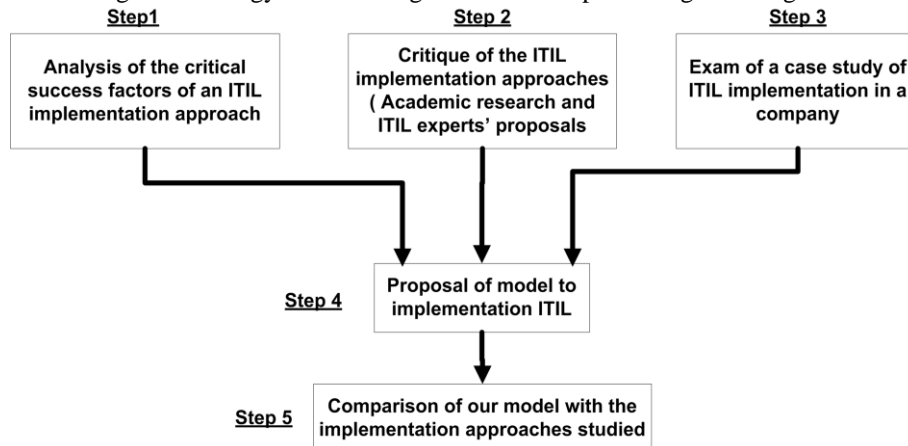 Step1
Step 2
Step 3
Analysis of the critical
success factors of an ITIL
implementation approach
Critique of the ITIL
implementation approaches
( Academic research and
ITIL experts' proposals
Exam of a case study of
ITIL implementation in a
company
Step 4
Proposal of model to
implementation ITIL
Step 5
Comparison of our model with the
implementation approaches studied